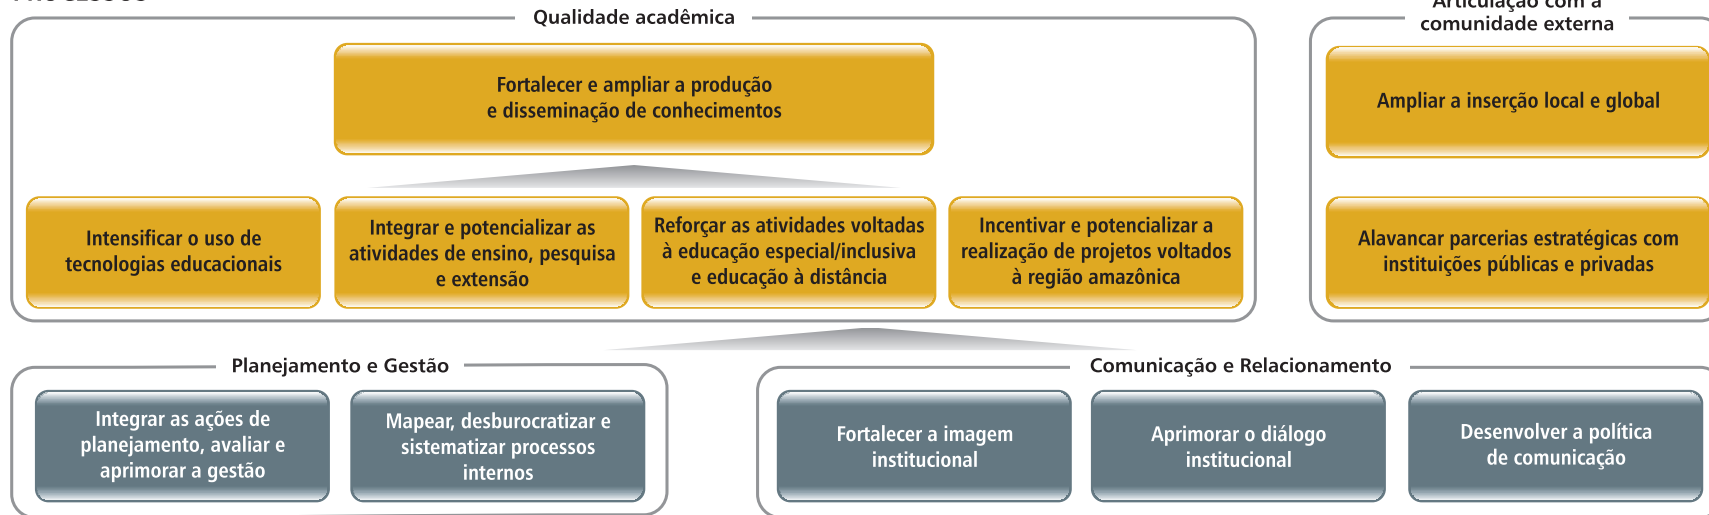 Qualidade acadêmica
Fortalecer e ampliar a produção
e disseminação de conhecimentos
Intensificar o uso de
tecnologias educacionais
Integrar e potencializar as
atividades de ensino, pesquisa
e extensão
Reforçar as atividades voltadas
à educação especial/inclusiva
e educação à distância
Incentivar e potencializar a
realização de projetos voltados
à região amazônica
Articulação com a
comunidade externa
Ampliar a inserção local e global
Alavancar parcerias estratégicas com
instituições públicas e privadas
Planejamento e Gestão
Integrar as ações de
planejamento, avaliar e
aprimorar a gestão
Mapear, desburocratizar e
sistematizar processos
internos
Comunicação e Relacionamento
Fortalecer a imagem
institucional
Aprimorar o diálogo
institucional
Desenvolver a política
de comunicação